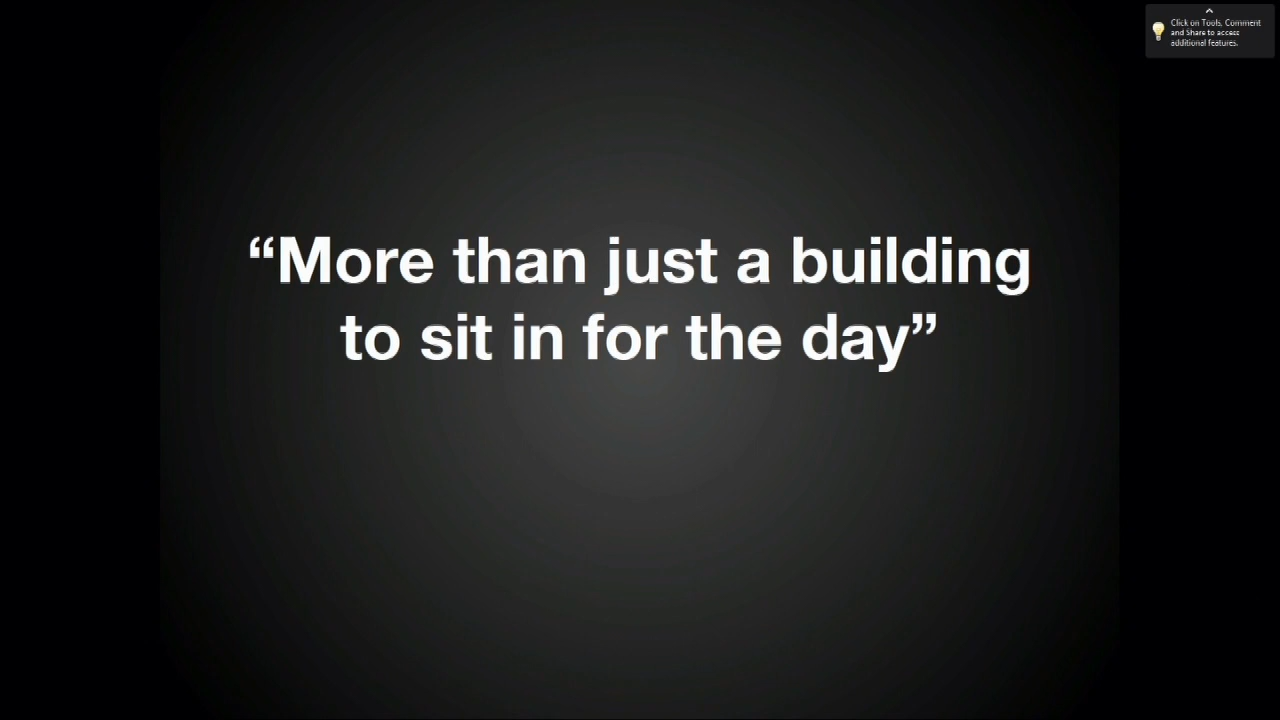 Click on Tools, Comment
and Share to access
additional features.
“More than just a building
to sit in for the day”